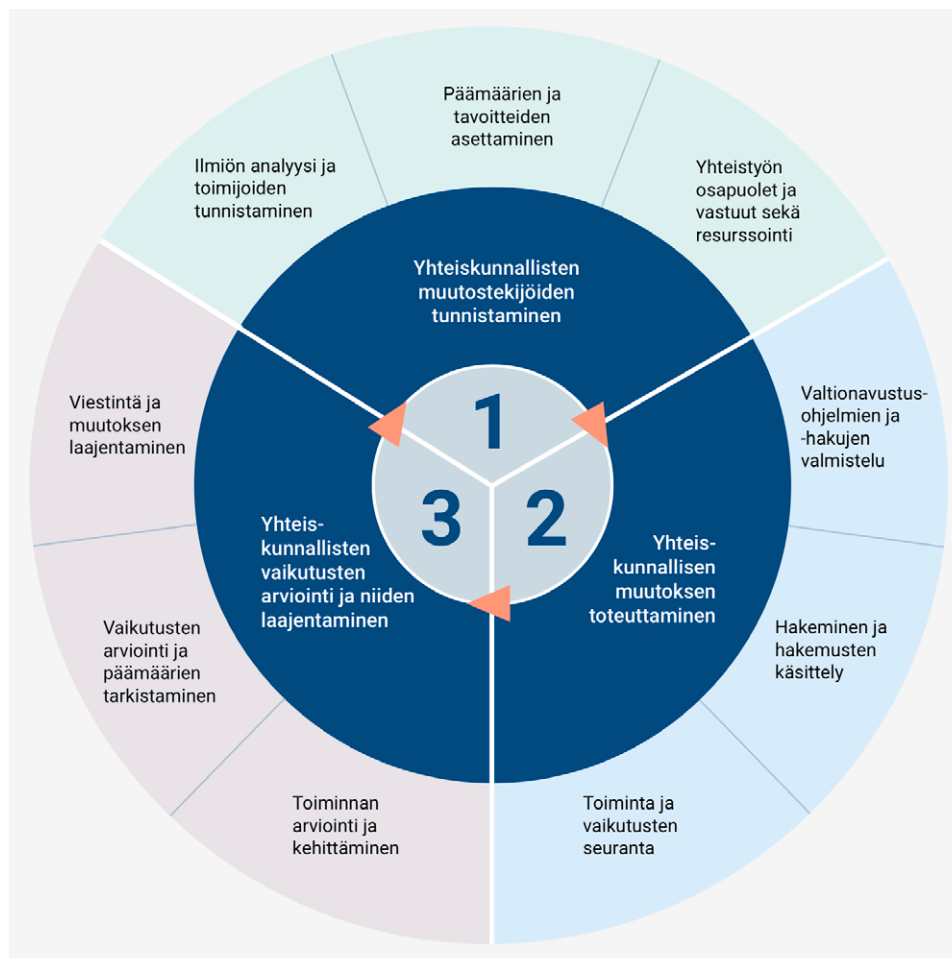 Päämäärien ja
tavoitteiden
asettaminen
Ilmiön analyysi ja
toimijoiden
tunnistaminen
Yhteistyön
osapuolet ja
vastuut sekä
resurssointi
Yhteiskunnallisten
muutostekijöiden
tunnistaminen
Valtionavustus-
ohjelmien ja
-hakujen
valmistelu
Viestintä ja
muutoksen
laajentaminen
1
3
2
Yhteis-
kunnallisten
vaikutusten
arviointi ja niiden
laajentaminen
Yhteis-
kunnallisen
muutoksen
toteuttaminen
Vaikutusten
arviointi ja
päämäärien
tarkistaminen
Hakeminen ja
hakemusten
käsittely
Toiminnan
arviointi ja
kehittäminen
Toiminta ja
vaikutusten
seuranta